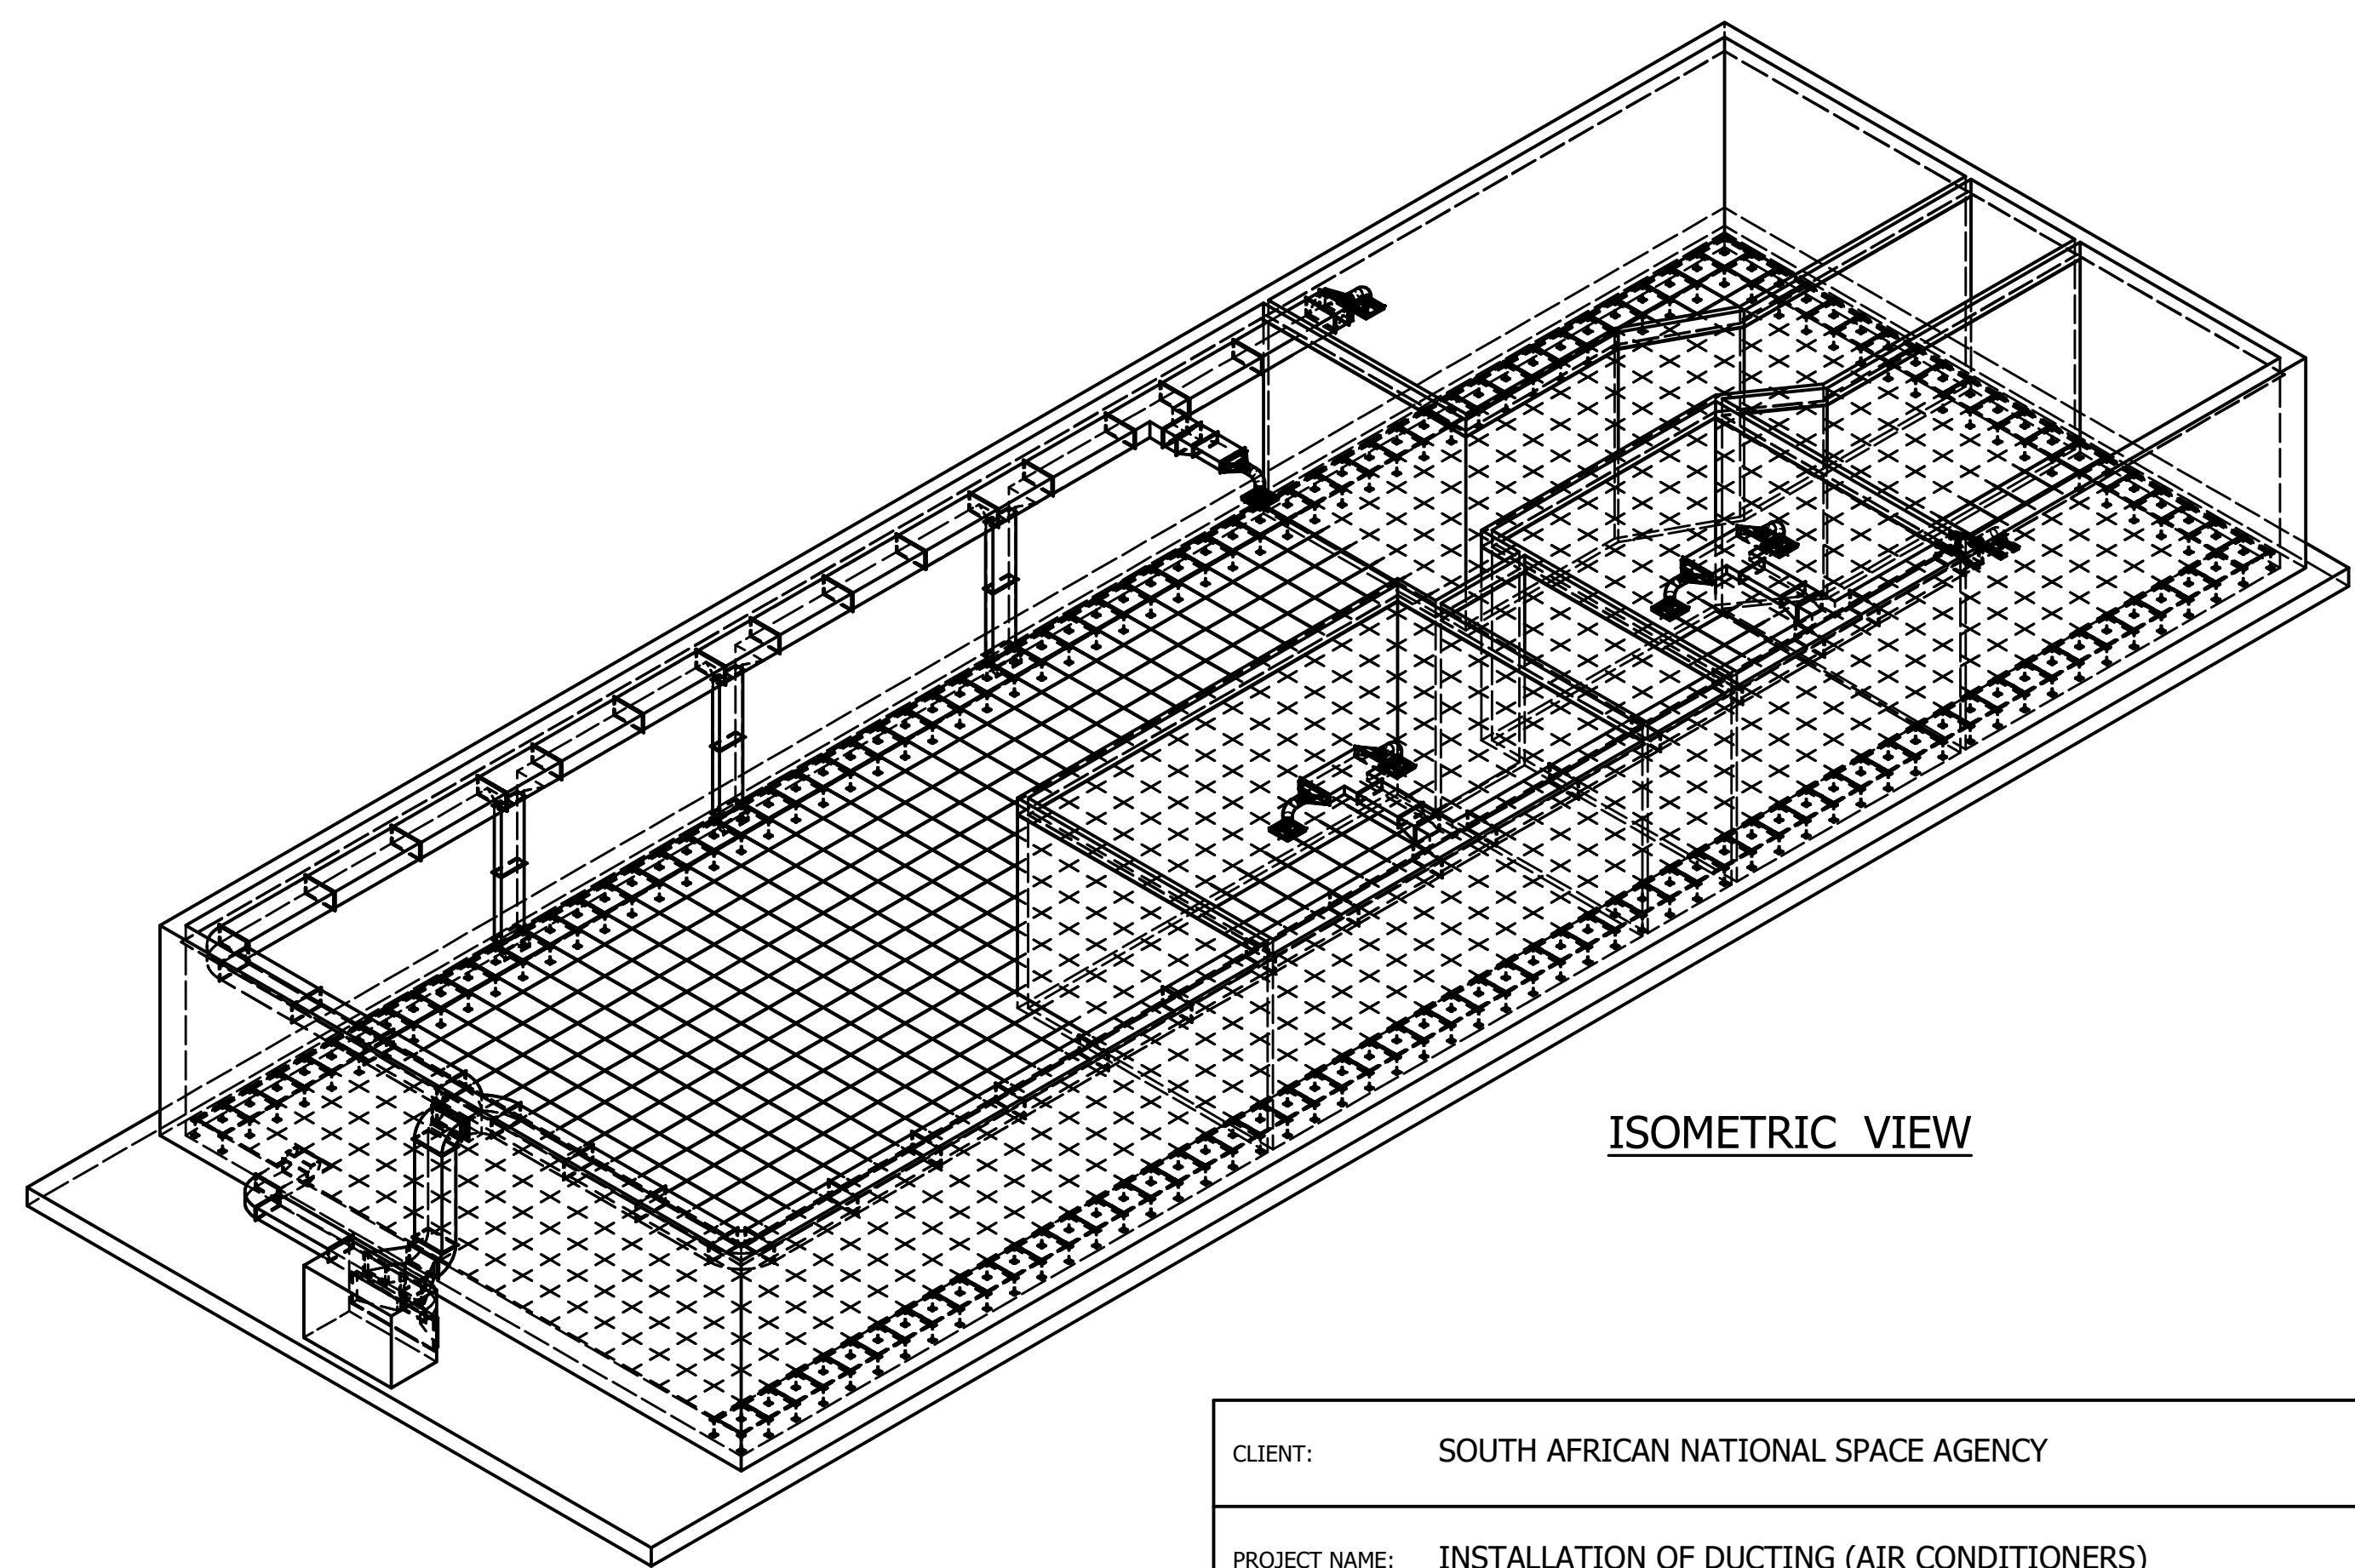 ISOMETRIC VIEW
CLIENT: SOUTH AFRICAN NATIONAL SPACE AGENCY
PROJECT NAME: INSTALLATION OF DUCTING (AIR CONDITIONERS)